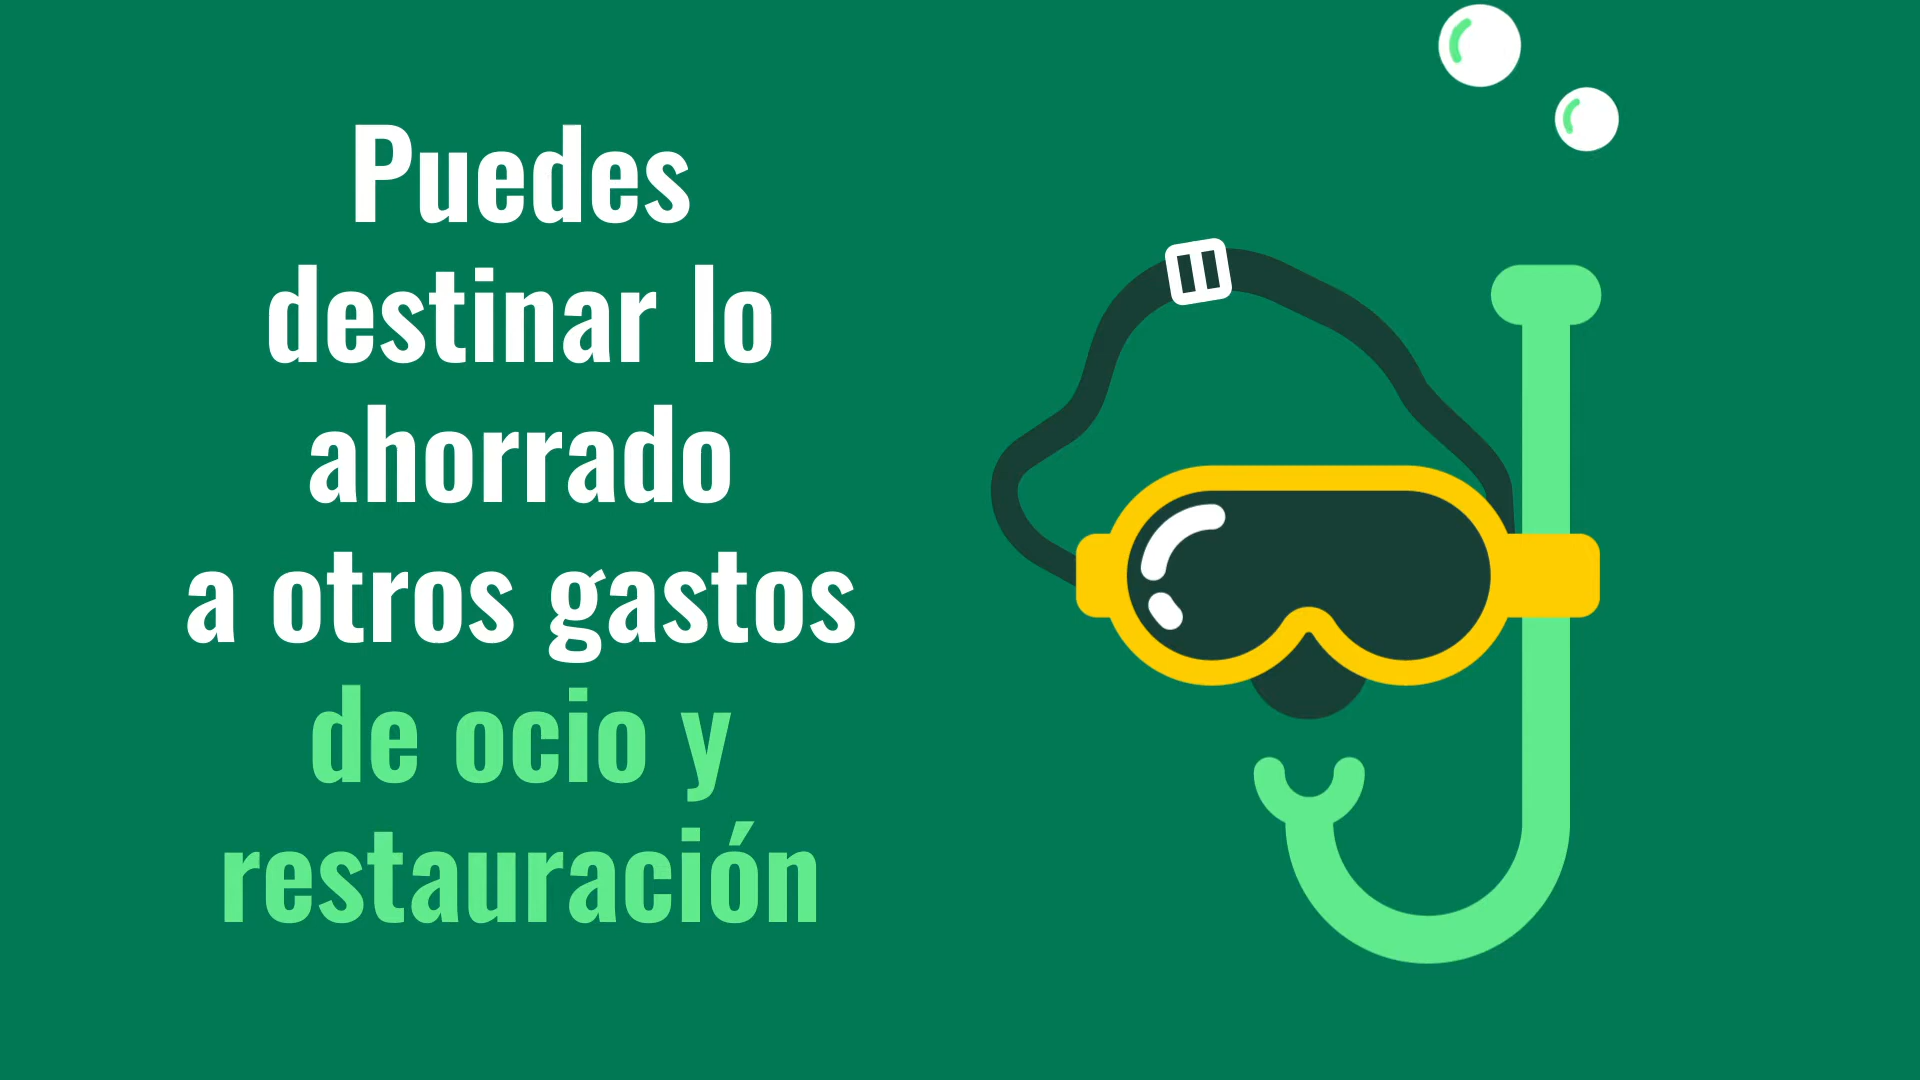 Puedes
destinar lo
ahorrado
a otros gastos
de ocio y
restauración